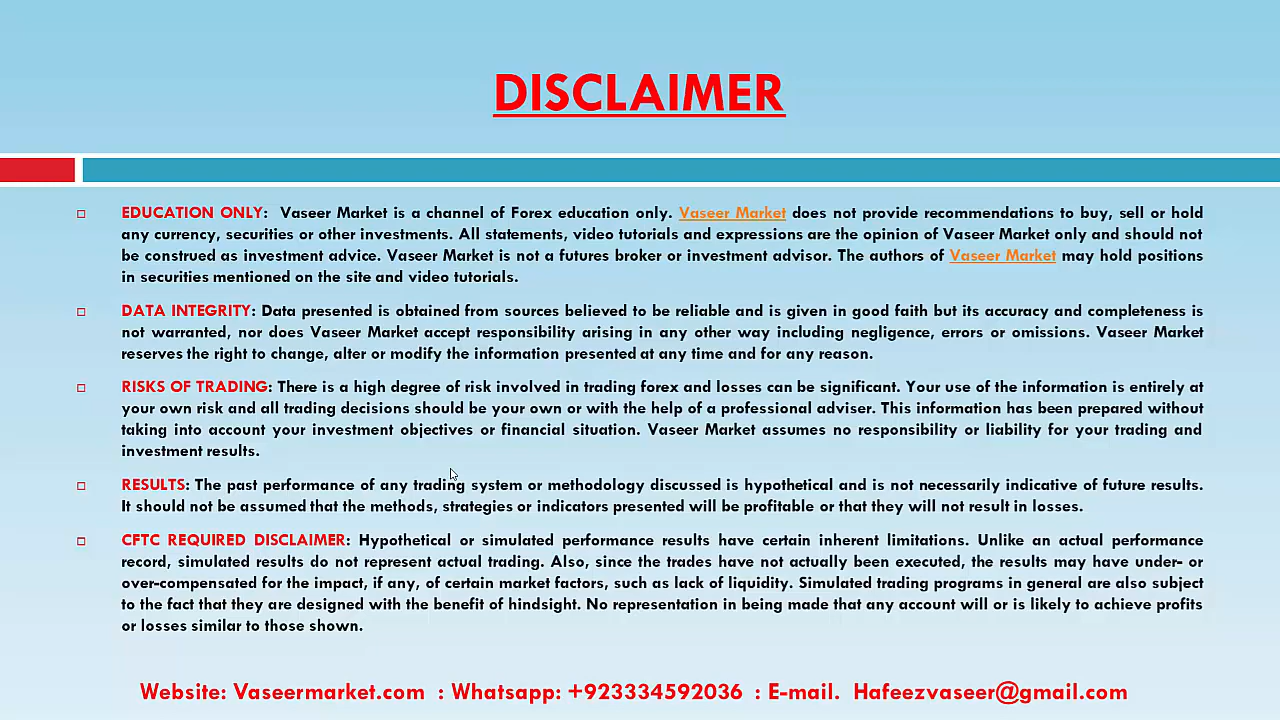 DISCLAIMER
EDUCATION ONLY: Vaseer Market is a channel of Forex education only. Vaseer Market does not provide recommendations to buy, sell or hold
any currency, securities or other investments. All statements, video tutorials and expressions are the opinion of Vaseer Market only and should not
be construed as investment advice. Vaseer Market is not a futures broker or investment advisor. The authors of Vaseer Market may hold positions
in securities mentioned on the site and video tutorials.
DATA INTEGRITY: Data presented is obtained from sources believed to be reliable and is given in good faith but its accuracy and completeness is
not warranted, nor does Vaseer Market accept responsibility arising in any other way including negligence, errors or omissions. Vaseer Market
reserves the right to change, alter or modify the information presented at any time and for any reason.
RISKS OF TRADING: There is a high degree of risk involved in trading forex and losses can be significant. Your use of the information is entirely at
your own risk and all trading decisions should be your own or with the help of a professional adviser. This information has been prepared without
taking into account your investment objectives or financial situation. Vaseer Market assumes no responsibility or liability for your trading and
investment results.
RESULTS: The past performance of any trading system or methodology discussed is hypothetical and is not necessarily indicative of future results.
It should not be assumed that the methods, strategies or indicators presented will be profitable or that they will not result in losses.
CFTC REQUIRED DISCLAIMER: Hypothetical or simulated performance results have certain inherent limitations. Unlike an actual performance
record, simulated results do not represent actual trading. Also, since the trades have not actually been executed, the results may have under- or
over-compensated for the impact, if any, of certain market factors, such as lack of liquidity. Simulated trading programs in general are also subject
to the fact that they are designed with the benefit of hindsight. No representation in being made that any account will or is likely to achieve profits
or losses similar to those shown.
Website: Vaseermarket.com : Whatsapp: +923334592036 : E-mail. Hafeezvaseer@gmail.com